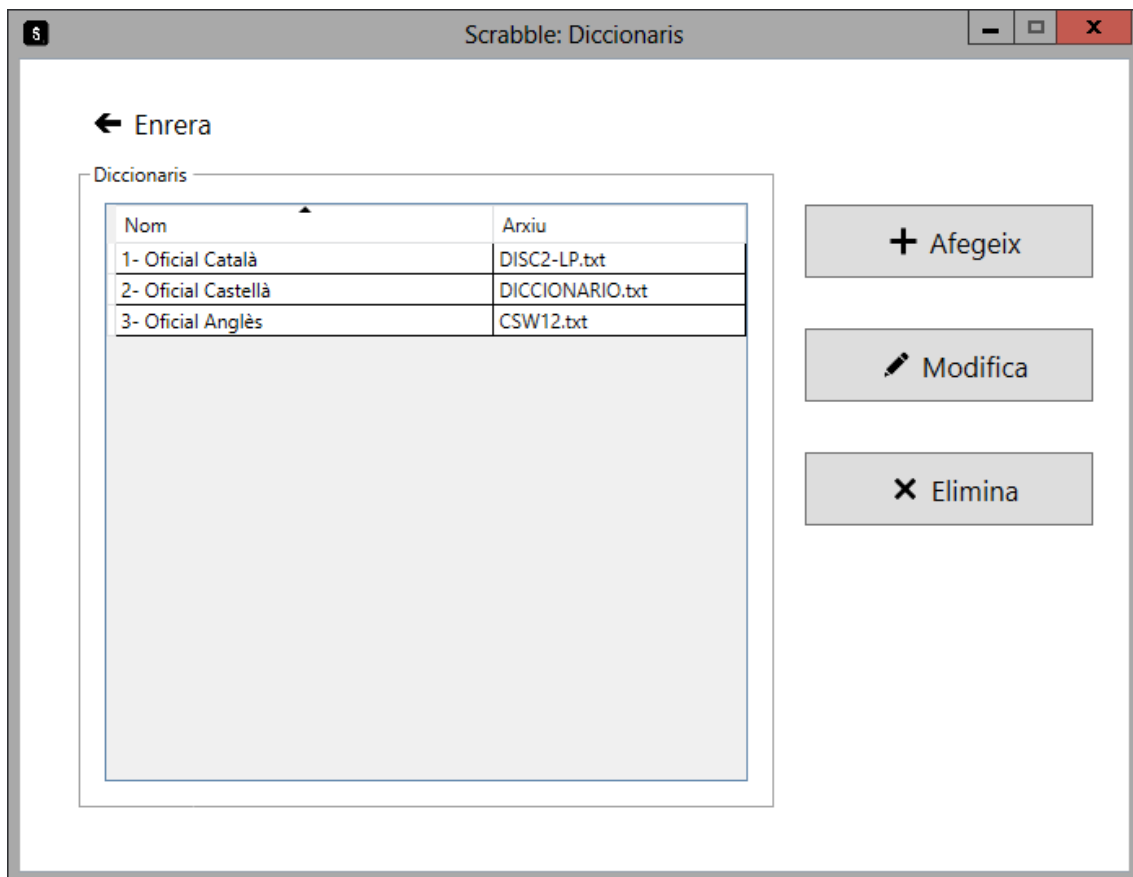 Scrabble: Diccionaris
Enrera
Diccionaris
Nom Arxiu
1- Oficial Català DISC2-LP.txt
2- Oficial Castellà DICCIONARIO.txt
3- Oficial Anglès CSW12.txt
Afegeix
Modifica
Elimina